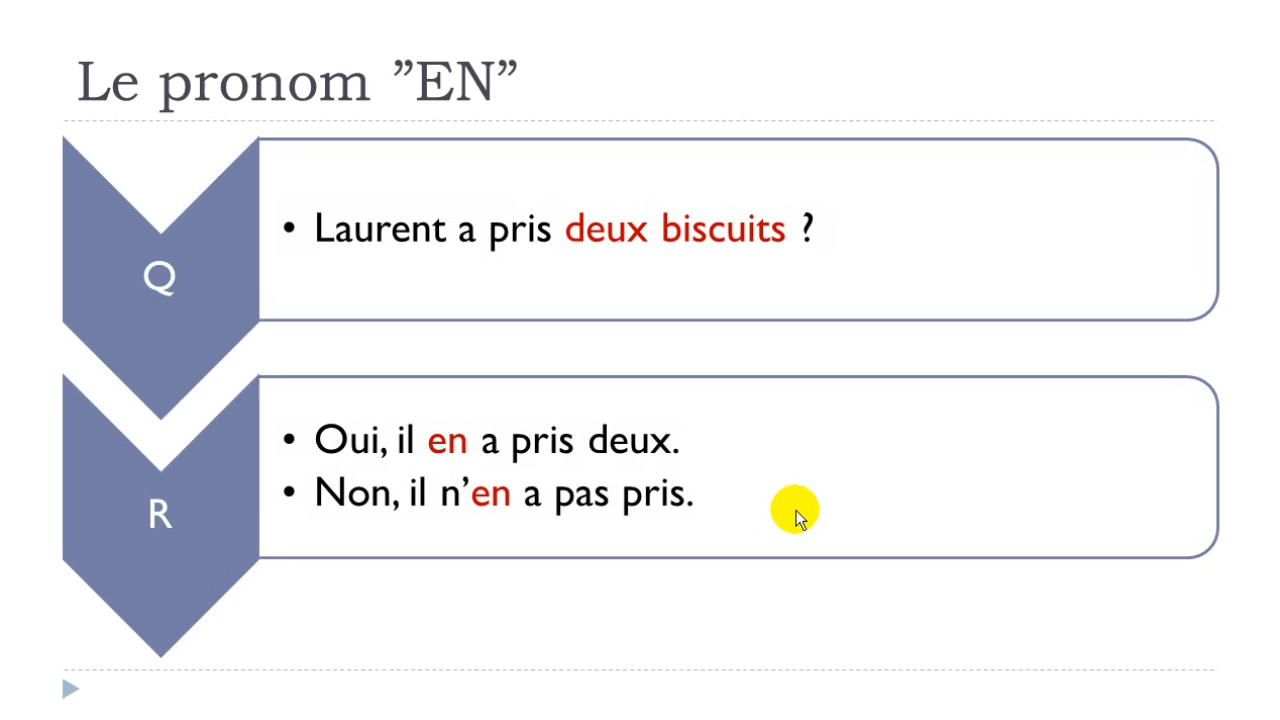 Le pronom ”EN”
Q
• Laurent a pris deux biscuits ?
R
• Oui, il en a pris deux.
• Non, il n’en a pas pris.